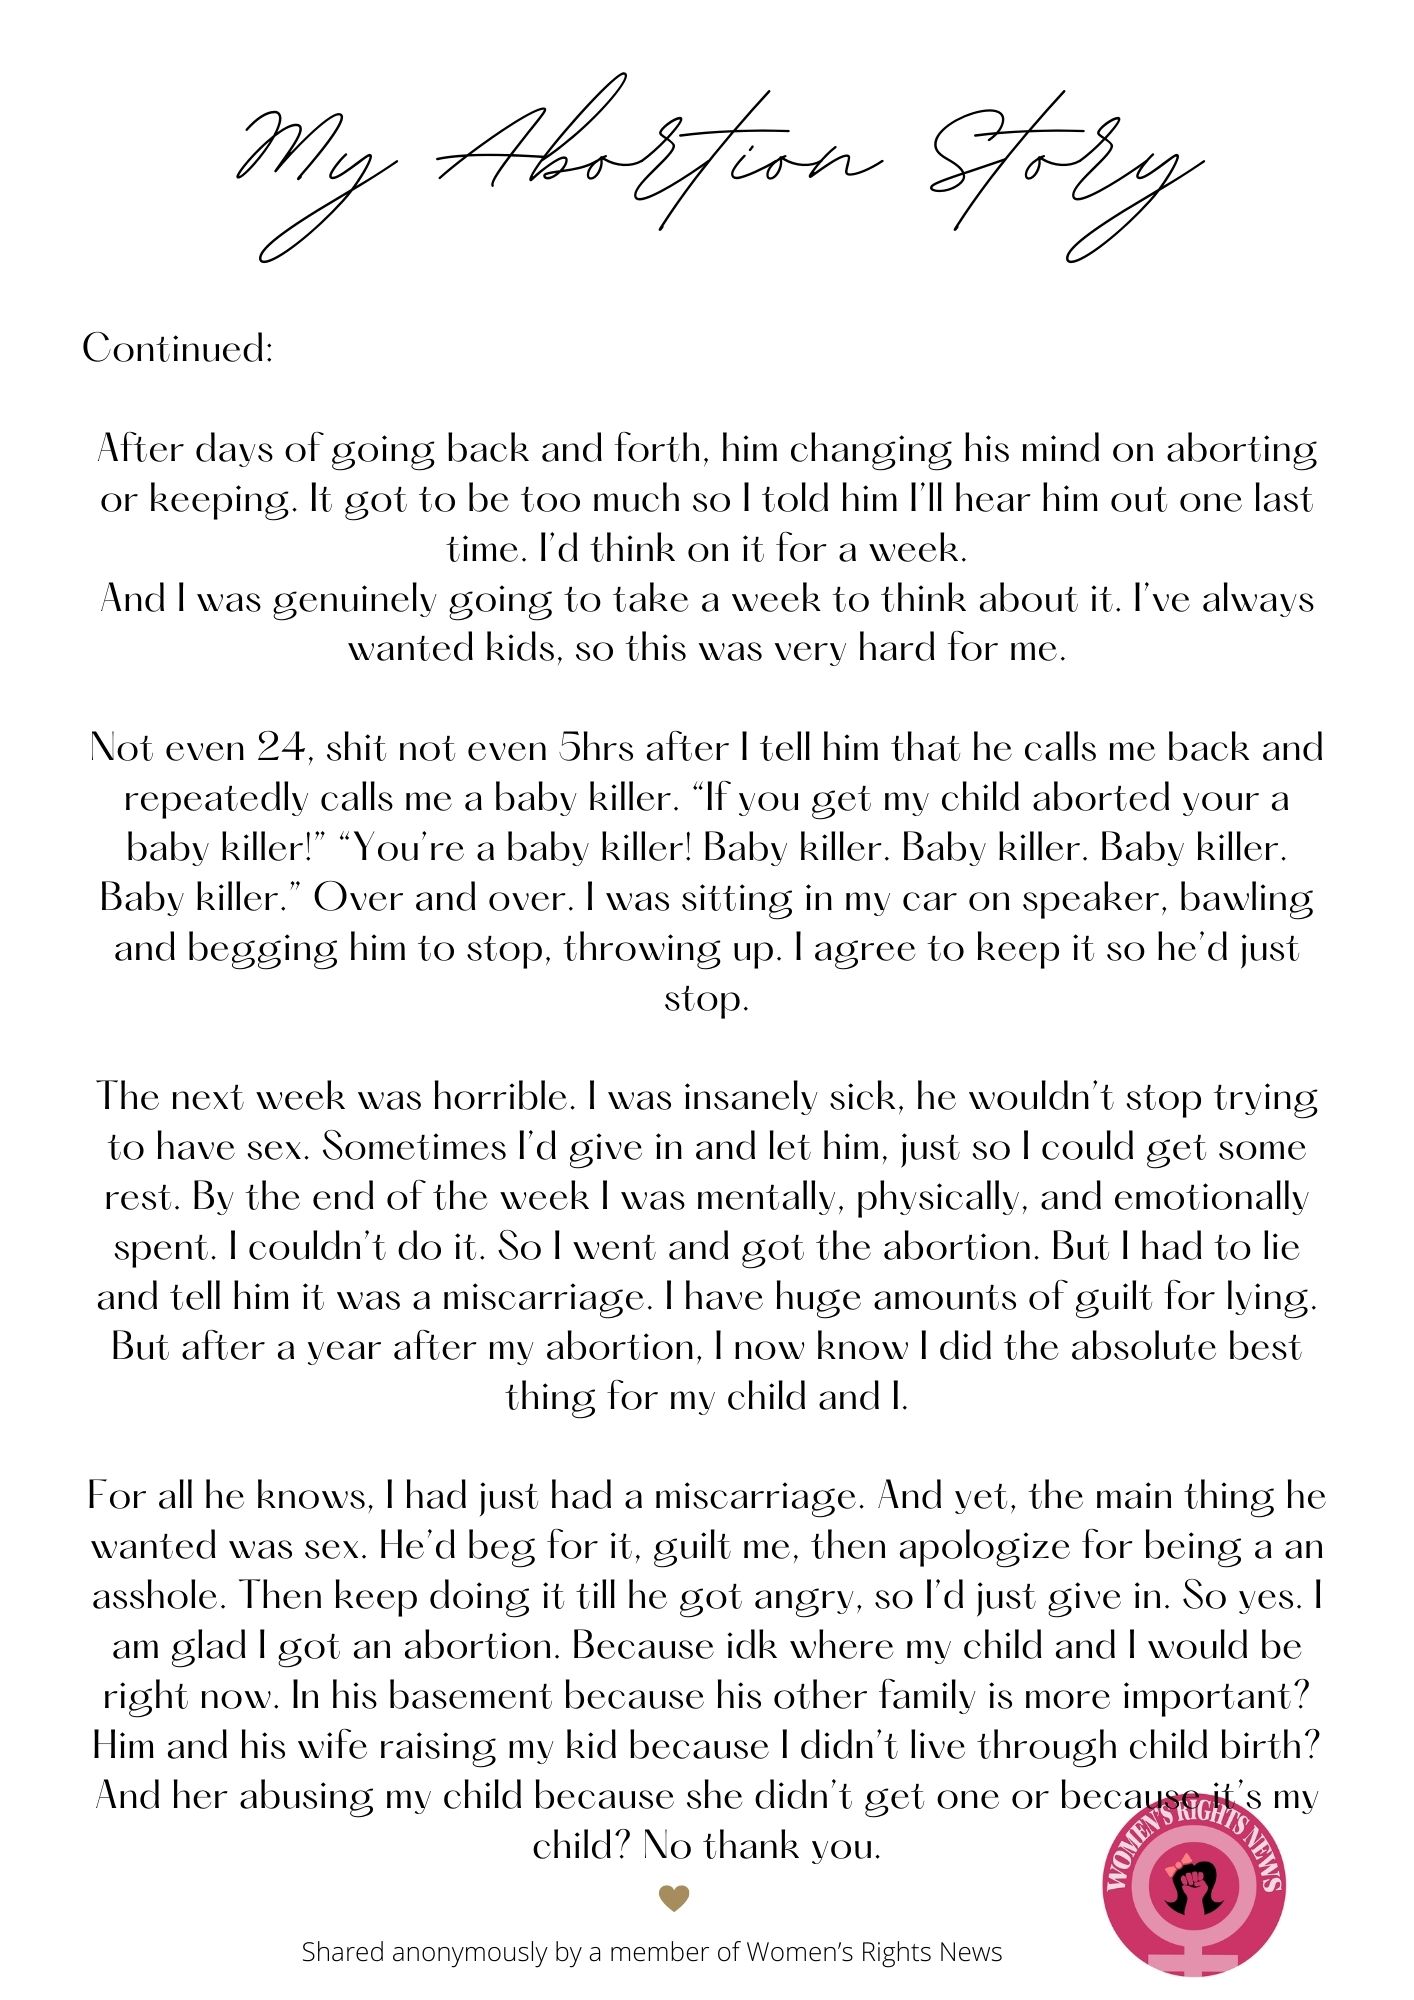 My Abortion Story
Continued:
After days of going back and forth, him changing his mind on aborting
or keeping. It got to be too much so I told him I'll hear him out one last
time. I'd think on it for a week.
And I was genuinely going to take a week to think about it. I've always
wanted kids, so this was very hard for me.
Not even 24, shit not even 5hrs after I tell him that he calls me back and
repeatedly calls me a baby killer. “If you get my child aborted your a
baby killer!” “You're a baby killer! Baby killer. Baby killer. Baby killer.
Baby killer.” Over and over. I was sitting in my car on speaker, bawling
and begging him to stop, throwing up. I agree to keep it so he'd just
stop.
The next week was horrible. I was insanely sick, he wouldn't stop trying
to have sex. Sometimes I'd give in and let him, just so I could get some
rest. By the end of the week I was mentally, physically, and emotionally
spent. I couldn't do it. So I went and got the abortion. But I had to lie
and tell him it was a miscarriage. I have huge amounts of guilt for lying.
But after a year after my abortion, I now know I did the absolute best
thing for my child and I.
For all he knows, I had just had a miscarriage. And yet, the main thing he
wanted was sex. He'd beg for it, guilt me, then apologize for being a an
asshole. Then keep doing it till he got angry, so I'd just give in. So yes. I
am glad I got an abortion. Because idk where my child and I would be
right now. In his basement because his other family is more important?
Him and his wife raising my kid because I didn't live through child birth?
And her abusing my child because she didn't get one or because it's my
child? No thank you.
WOMEN'S RIGHTS NEWS
Shared anonymously by a member of Women's Rights News